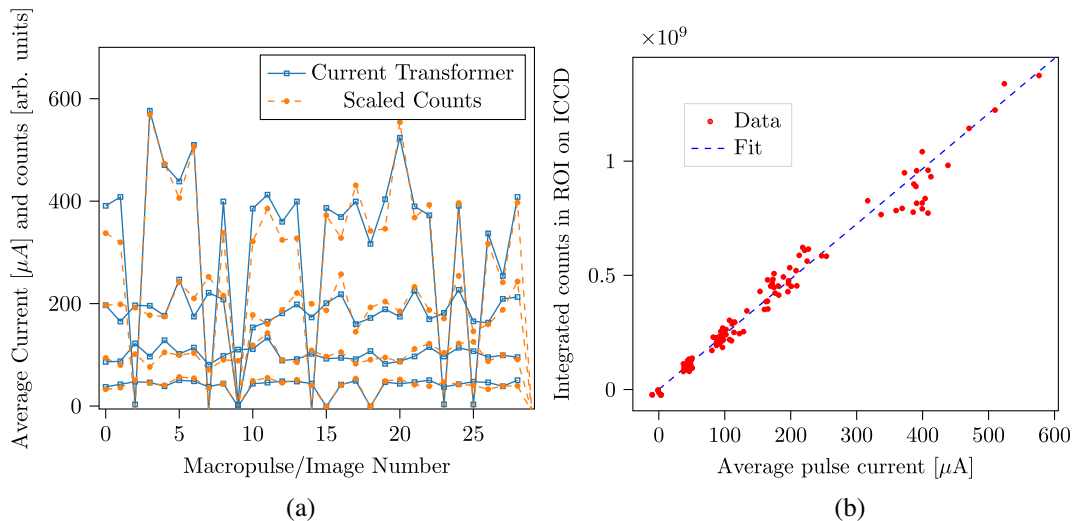 Average Current [μA] and counts [arb. units]
600
400
200
0
Current Transformer
Scaled Counts
0 5 10 15 20 25
Macropulse/Image Number
(a)
×10⁹
Integrated counts in ROI on ICCD
1
0.5
0
Data
Fit
0 100 200 300 400 500 600
Average pulse current [μA]
(b)